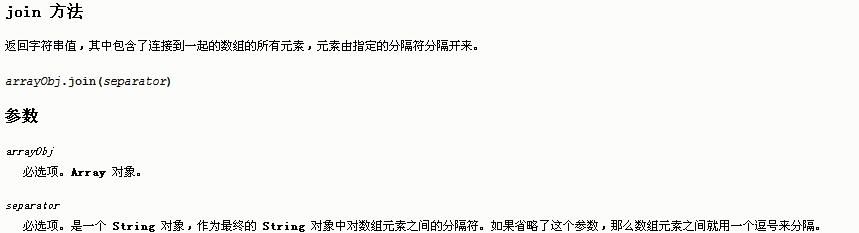 join 方法
返回字符串值，其中包含了连接到一起的数组的所有元素，元素由指定的分隔符分隔开来。
arrayObj.join(separator)
参数
arrayObj
必选项。Array 对象。
separator
必选项。是一个 String 对象，作为最终的 String 对象中对数组元素之间的分隔符。如果省略了这个参数，那么数组元素之间就用一个逗号来分隔。